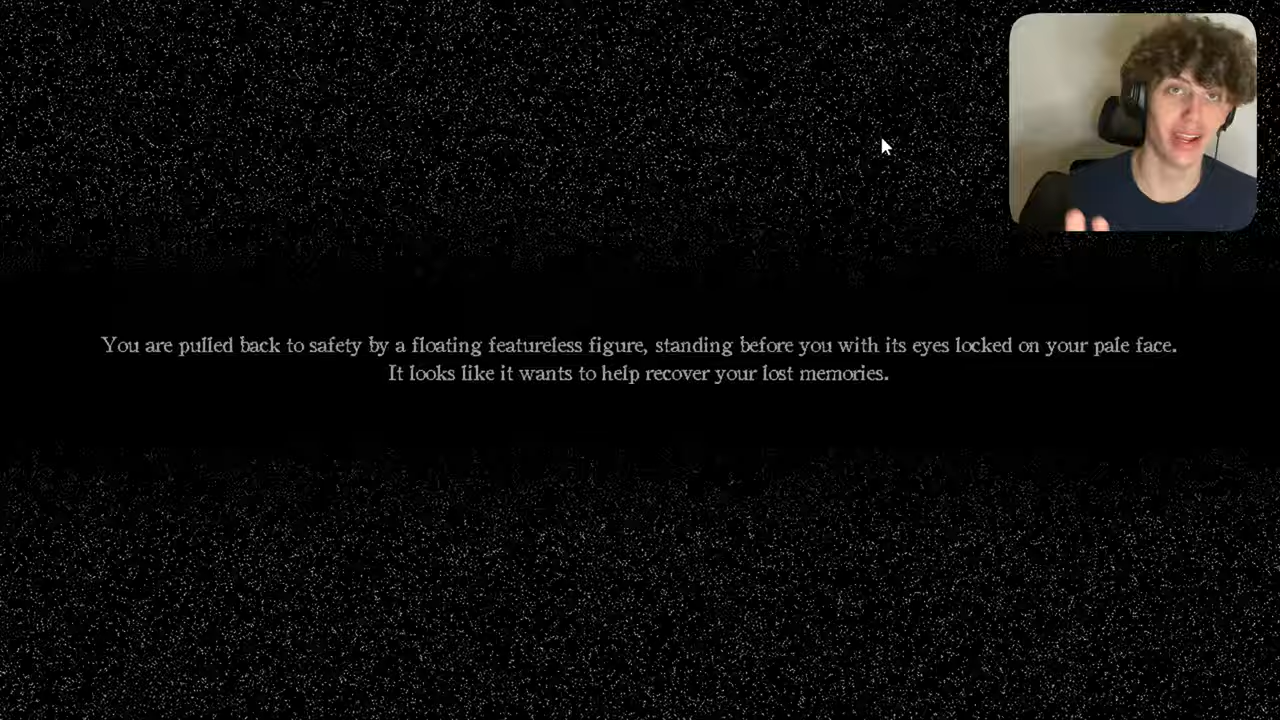 You are pulled back to safety by a floating featureless figure, standing before you with its eyes locked on your pale face.
It looks like it wants to help recover your lost memories.